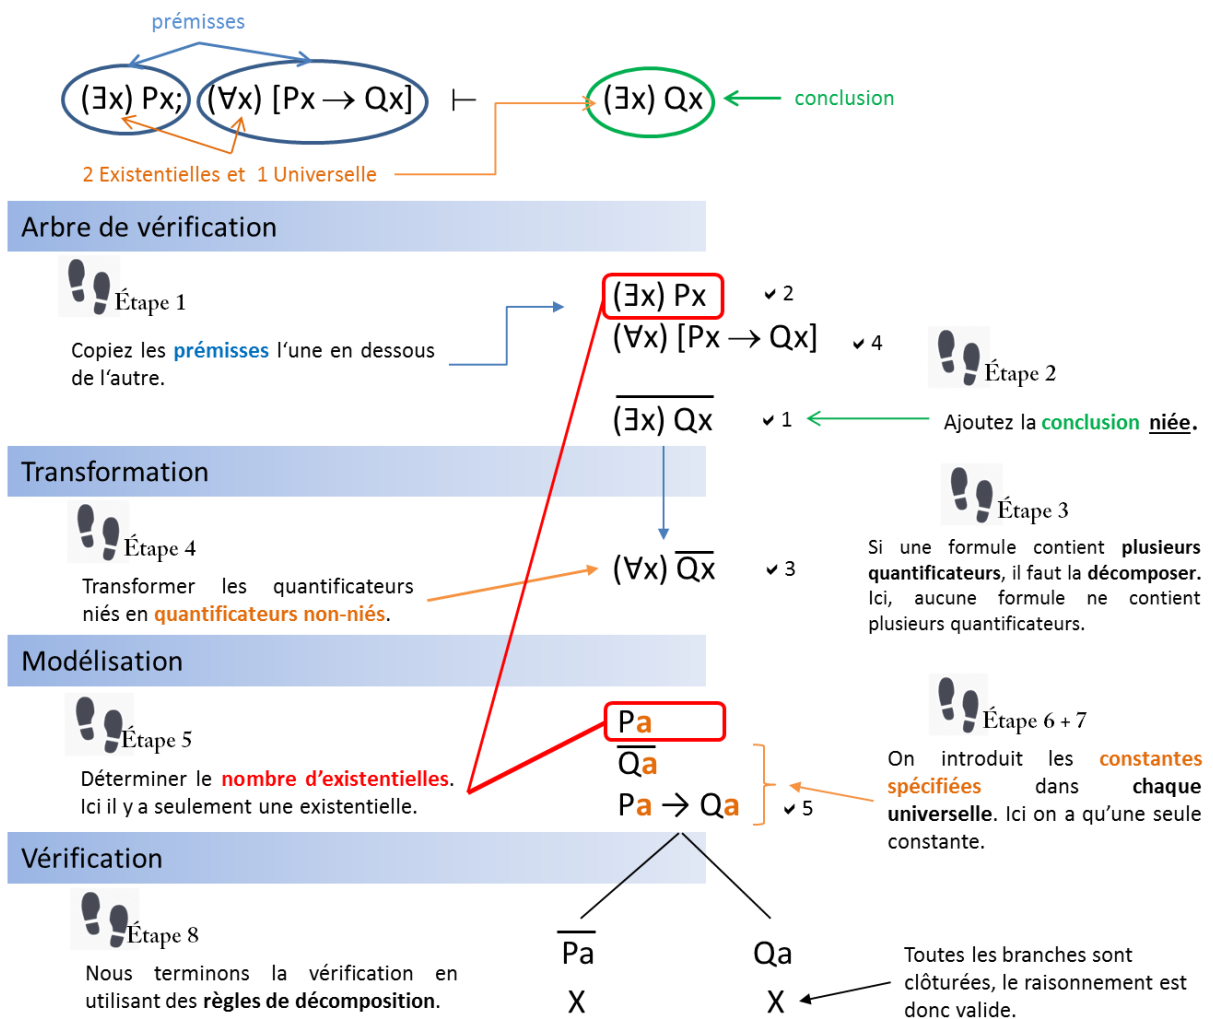 prémisses
(∃x) Px; (∀x) [Px → Qx] ⊢ (∃x) Qx
conclusion
2 Existentielles et 1 Universelle
Arbre de vérification
Étape 1
Copiez les prémisses l‘une en dessous
de l‘autre.
(∃x) Px ✔ 2
(∀x) [Px → Qx] ✔ 4
Étape 2
(∃x) Qx ✔ 1
Ajoutez la conclusion niée.
Transformation
Étape 3
Si une formule contient plusieurs
quantificateurs, il faut la décomposer.
Ici, aucune formule ne contient
plusieurs quantificateurs.
Étape 4
Transformer les quantificateurs
niés en quantificateurs non-niés.
(∀x) Q̅x̅ ✔ 3
Modélisation
Étape 5
Déterminer le nombre d’existentielles.
Ici il y a seulement une existentielle.
Pa
Q̅a̅
Pa → Qa ✔ 5
Étape 6 + 7
On introduit les constantes
spécifiées dans chaque
universelle. Ici on a qu’une seule
constante.
Vérification
Étape 8
Nous terminons la vérification en
utilisant des règles de décomposition.
P̅a̅ Qa
X X
Toutes les branches sont
clôturées, le raisonnement est
donc valide.